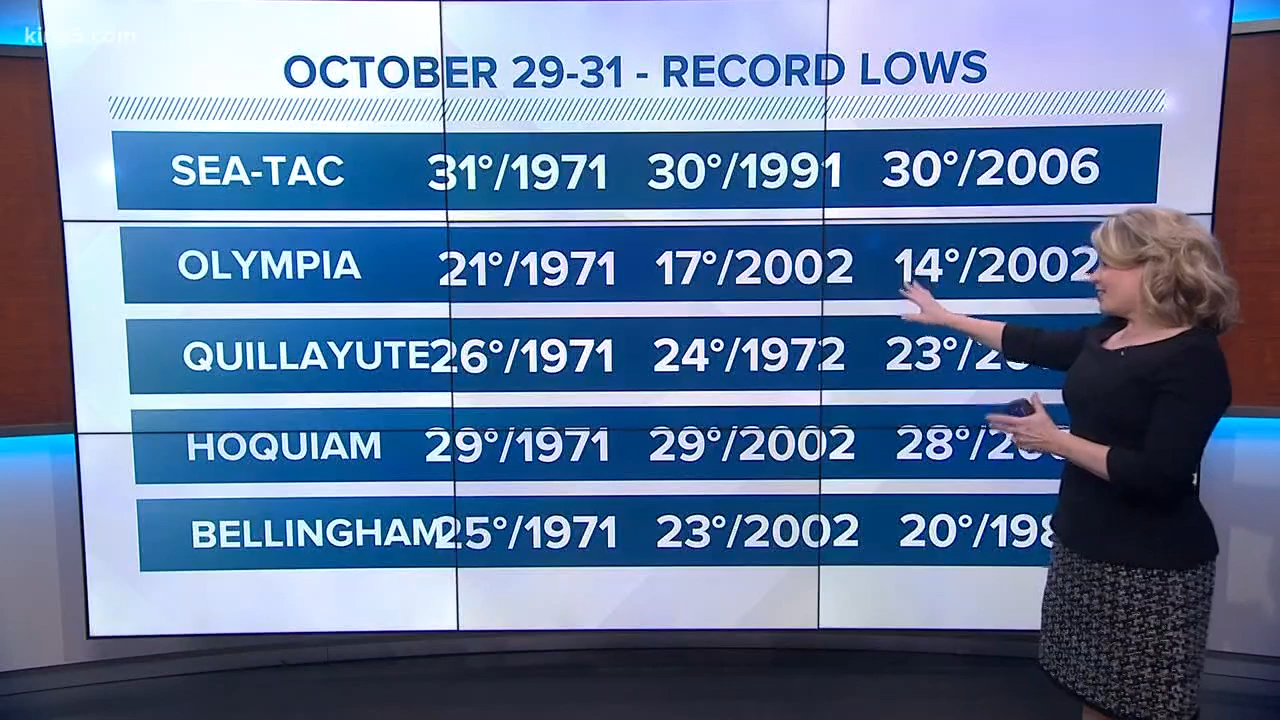 king5.com
OCTOBER 29-31 - RECORD LOWS
SEA-TAC 31°/1971 30°/1991 30°/2006
OLYMPIA 21°/1971 17°/2002 14°/2002
QUILLAYUTE 26°/1971 24°/1972 23°
HOQUIAM 29°/1971 29°/2002 28°
BELLINGHAM 25°/1971 23°/2002 20°